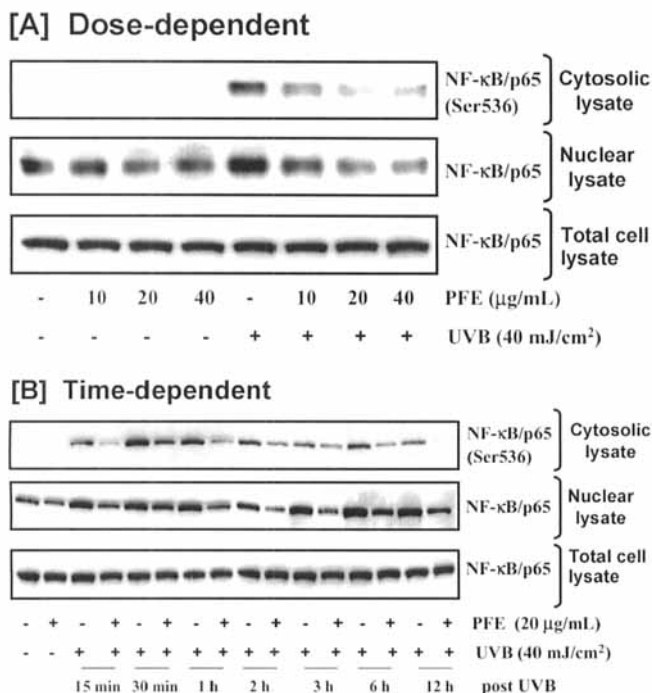 [A] Dose-dependent
NF-κB/p65
(Ser536)
Cytosolic
lysate
NF-κB/p65
Nuclear
lysate
NF-κB/p65
Total cell
lysate
- 10 20 40 - 10 20 40 PFE (μg/mL)
- - - - + + + + UVB (40 mJ/cm²)
[B] Time-dependent
NF-κB/p65
(Ser536)
Cytosolic
lysate
NF-κB/p65
Nuclear
lysate
NF-κB/p65
Total cell
lysate
- + - + - + - + - + - + - + - + PFE (20 μg/mL)
- - + + + + + + + + + + + + + + UVB (40 mJ/cm²)
15 min 30 min 1 h 2 h 3 h 6 h 12 h post UVB